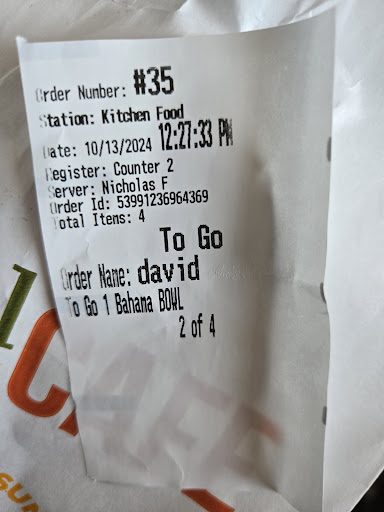 Order Number: #35
Station: Kitchen Food
Date: 10/13/2024 12:27:33 PM
Register: Counter 2
Server: Nicholas F
Order Id: 53991236964369
Total Items: 4
To Go
Order Name: david
To Go 1 Bahama BOWL
2 of 4
CAFE